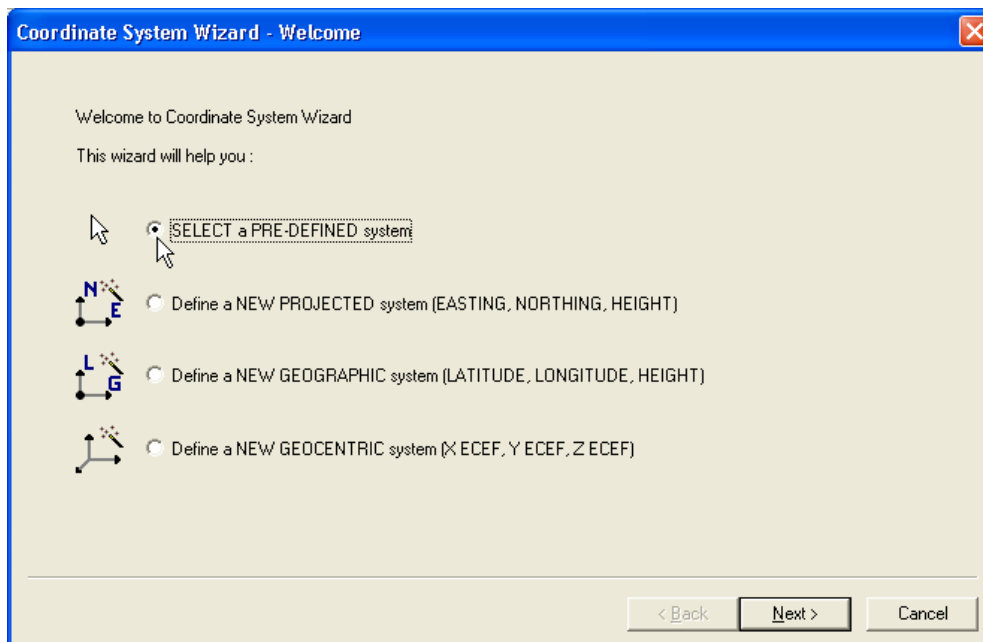 Coordinate System Wizard - Welcome
Welcome to Coordinate System Wizard
This wizard will help you :
SELECT a PRE-DEFINED system
N E
Define a NEW PROJECTED system (EASTING, NORTHING, HEIGHT)
L G
Define a NEW GEOGRAPHIC system (LATITUDE, LONGITUDE, HEIGHT)
Define a NEW GEOCENTRIC system (X ECEF, Y ECEF, Z ECEF)
< Back Next > Cancel